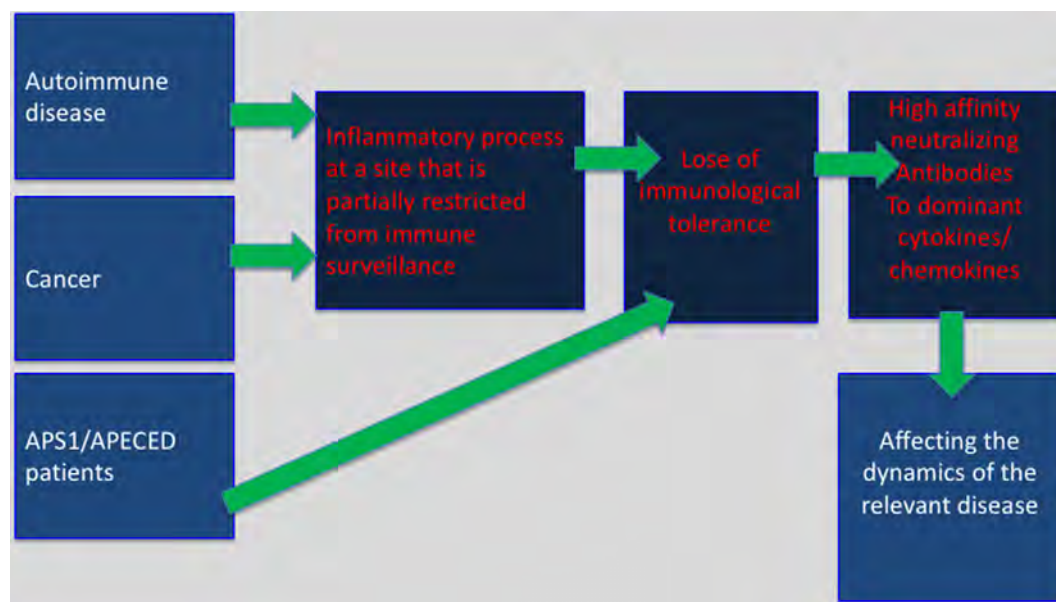 Autoimmune
disease
Cancer
APS1/APECED
patients
Inflammatory process
at a site that is
partially restricted
from immune
surveillance
Lose of
immunological
tolerance
High affinity
neutralizing
Antibodies
To dominant
cytokines/
chemokines
Affecting the
dynamics of the
relevant disease